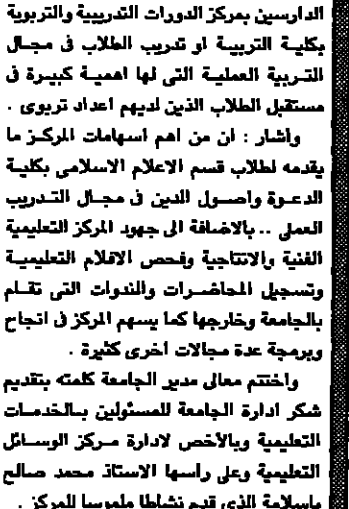 الدارسين بمركز الدورات التدريبية والتربوية
بكلية التربية او تدريب الطلاب فى مجال
التربية العملية التى لها اهمية كبيرة فى
مستقبل الطلاب الذين لديهم اعداد تربوى .
وأشار : ان من اهم اسهامات المركز ما
يقدمه لطلاب قسم الاعلام الاسلامى بكلية
الدعوة واصول الدين فى مجال التدريب
العملى .. بالاضافة الى جهود المركز التعليمية
الفنية والانتاجية وفحص الافلام التعليمية
وتسجيل المحاضرات والندوات التى تقام
بالجامعة وخارجها كما يسهم المركز فى انجاح
وبرمجة عدة مجالات اخرى كثيرة .
واختتم معالى مدير الجامعة كلمته بتقديم
شكر ادارة الجامعة للمسئولين بالخدمات
التعليمية وبالأخص لادارة مركز الوسائل
التعليمية وعلى راسها الاستاذ محمد صالح
باسلامة الذى قدم نشاطا ملموسا للمركز .